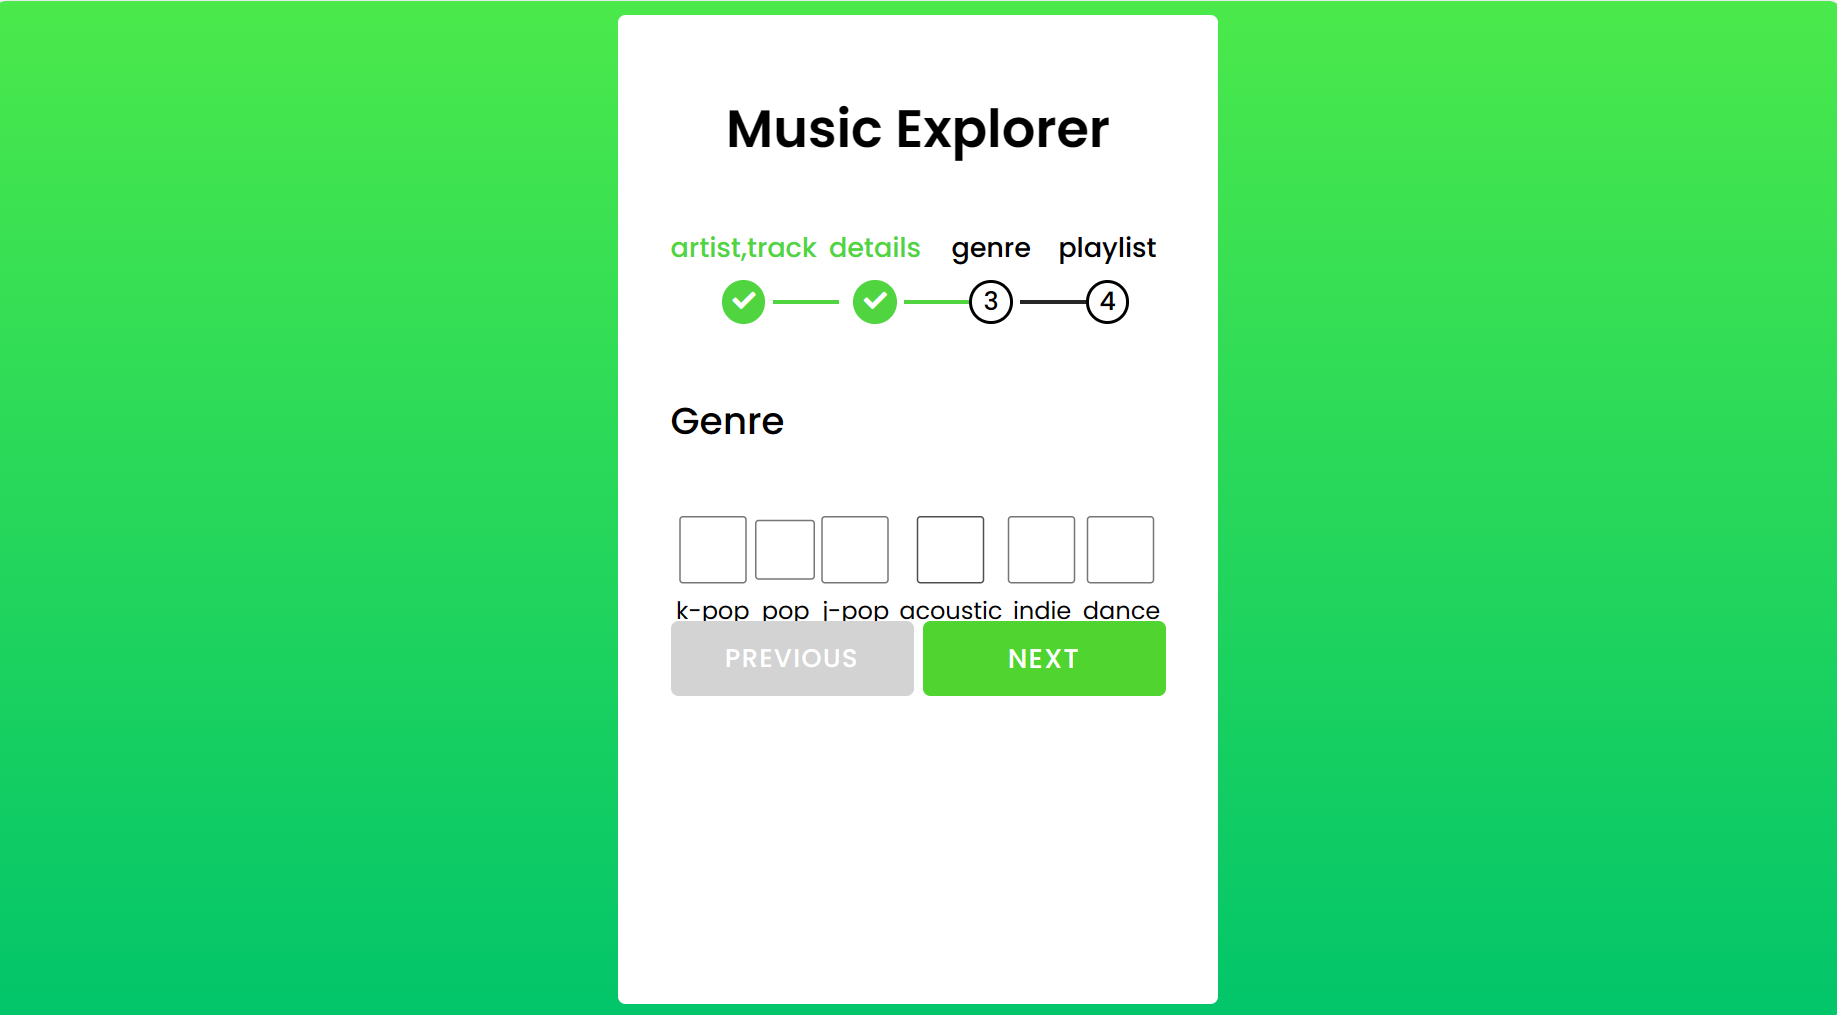 Music Explorer
artist,track details genre playlist
3 4
Genre
k-pop pop j-pop acoustic indie dance
PREVIOUS NEXT